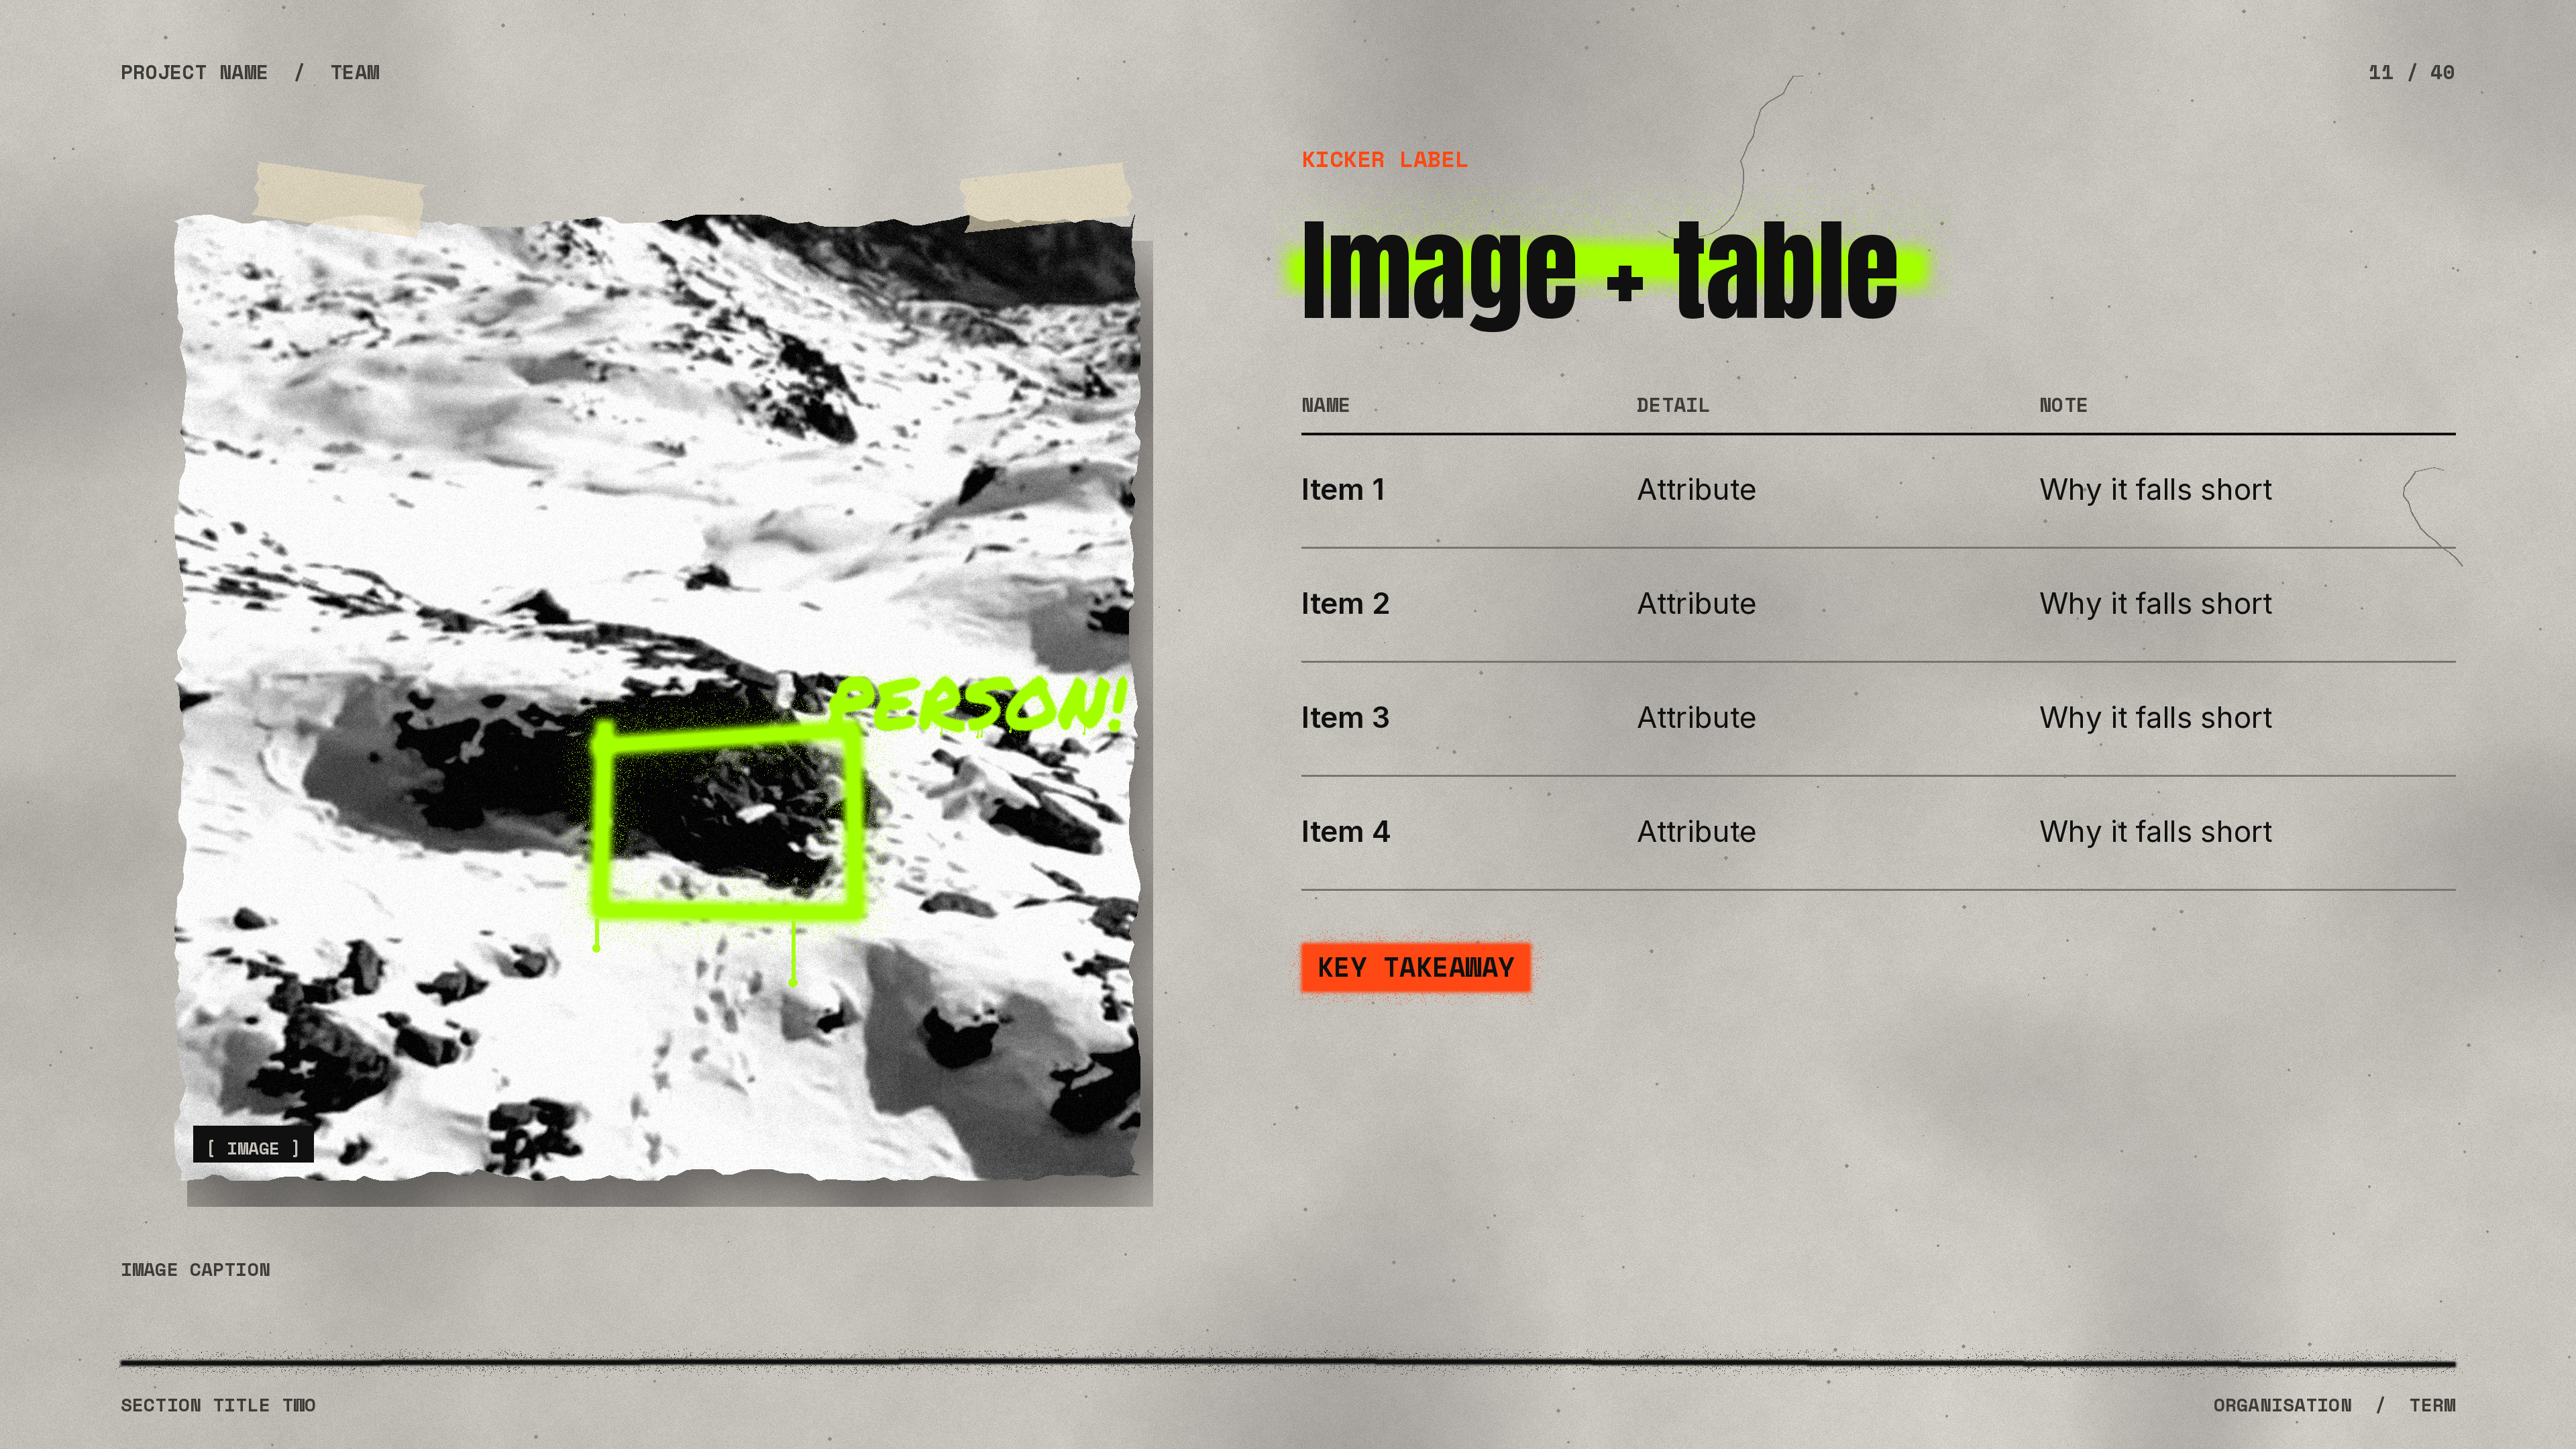 PROJECT NAME / TEAM
11 / 40
PERSON!
[ IMAGE ]
IMAGE CAPTION
KICKER LABEL
Image + table
NAME DETAIL NOTE
Item 1 Attribute Why it falls short
Item 2 Attribute Why it falls short
Item 3 Attribute Why it falls short
Item 4 Attribute Why it falls short
KEY TAKEAWAY
SECTION TITLE TWO
ORGANISATION / TERM